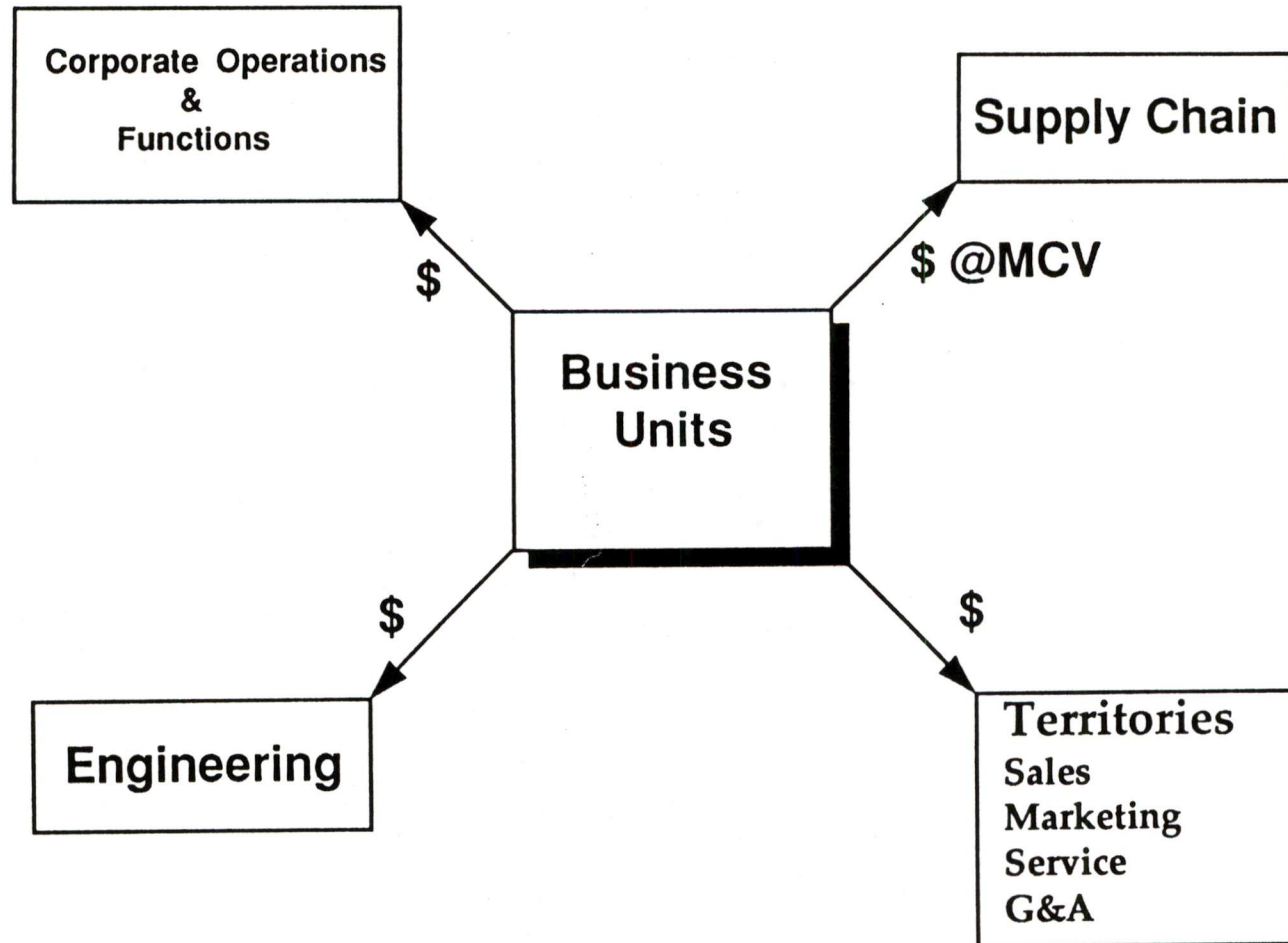 Corporate Operations
&
Functions
Supply Chain
$
$ @MCV
Business
Units
$
$
Engineering
Territories
Sales
Marketing
Service
G&A